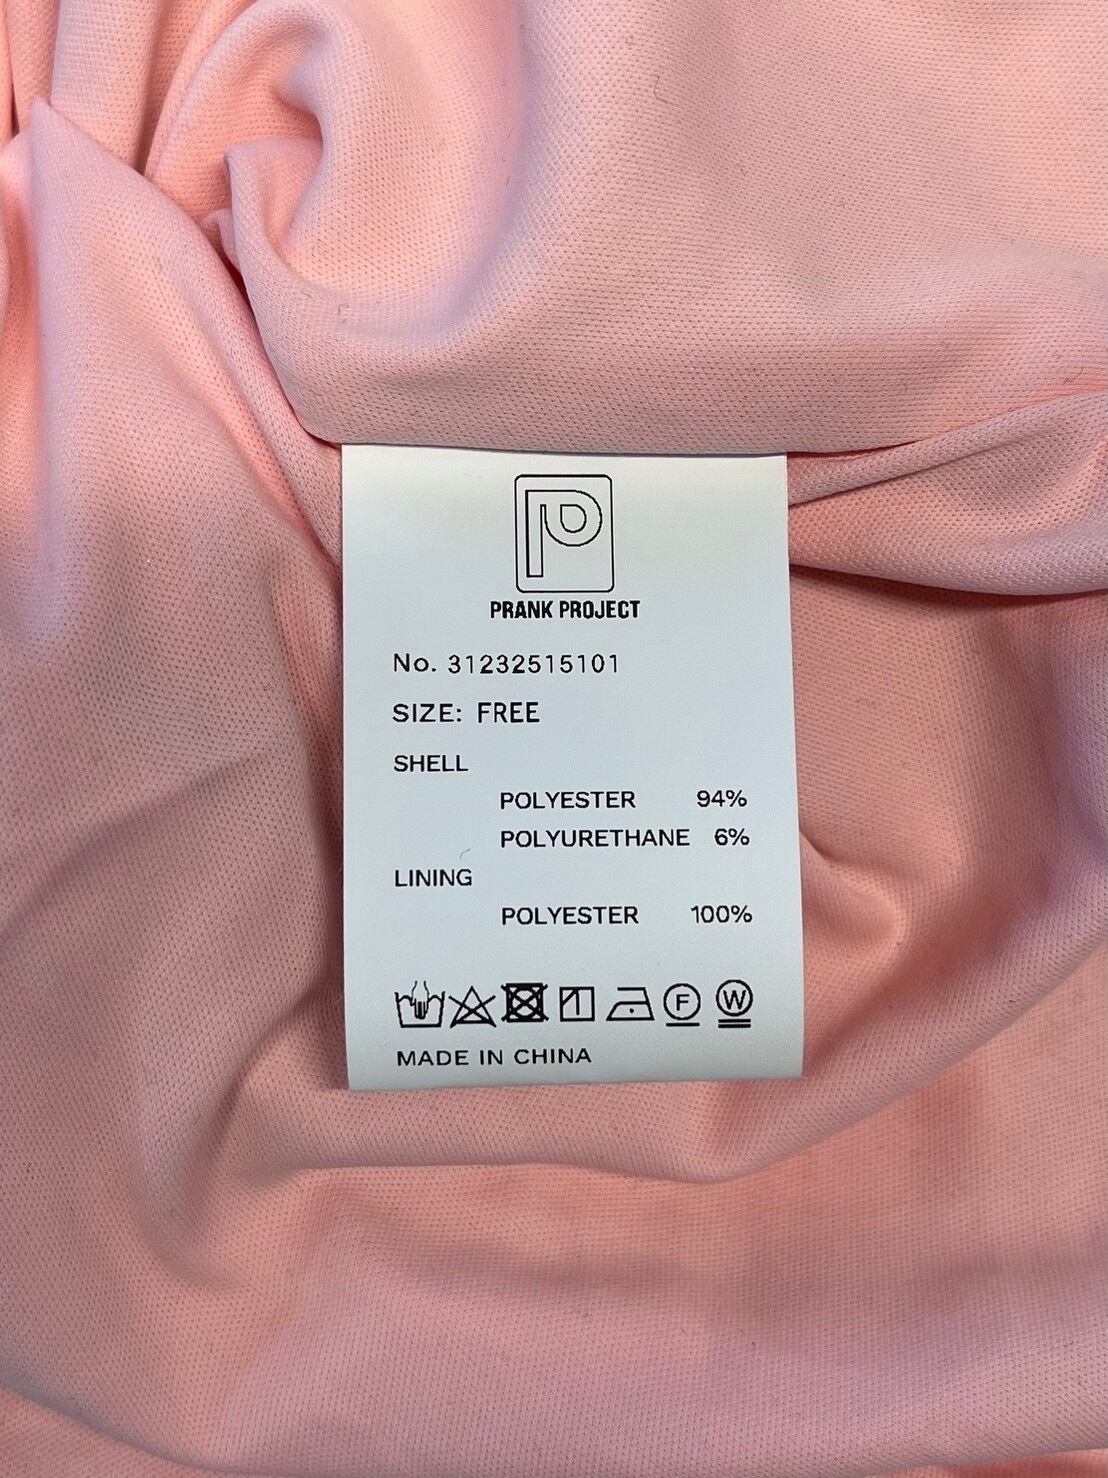 PRANK PROJECT
No. 31232515101
SIZE: FREE
SHELL
POLYESTER 94%
POLYURETHANE 6%
LINING
POLYESTER 100%
F W
MADE IN CHINA